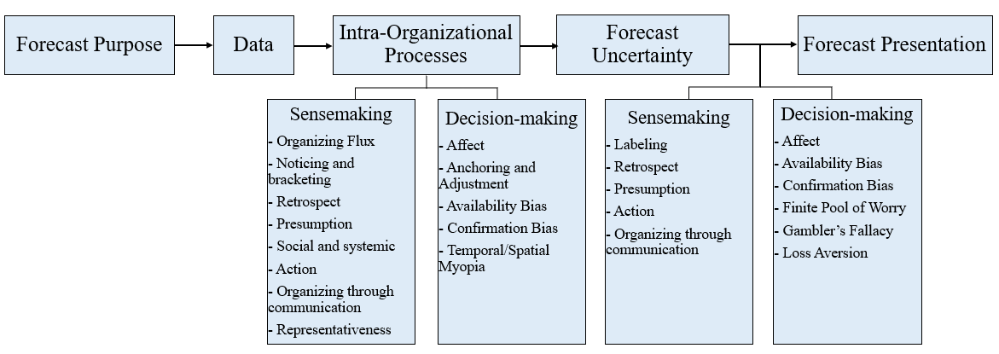 Forecast Purpose
Data
Intra-Organizational
Processes
Forecast
Uncertainty
Forecast Presentation
Sensemaking
- Organizing Flux
- Noticing and
bracketing
- Retrospect
- Presumption
- Social and systemic
- Action
- Organizing through
communication
- Representativeness
Decision-making
- Affect
- Anchoring and
Adjustment
- Availability Bias
- Confirmation Bias
- Temporal/Spatial
Myopia
Sensemaking
- Labeling
- Retrospect
- Presumption
- Action
- Organizing through
communication
Decision-making
- Affect
- Availability Bias
- Confirmation Bias
- Finite Pool of Worry
- Gambler’s Fallacy
- Loss Aversion